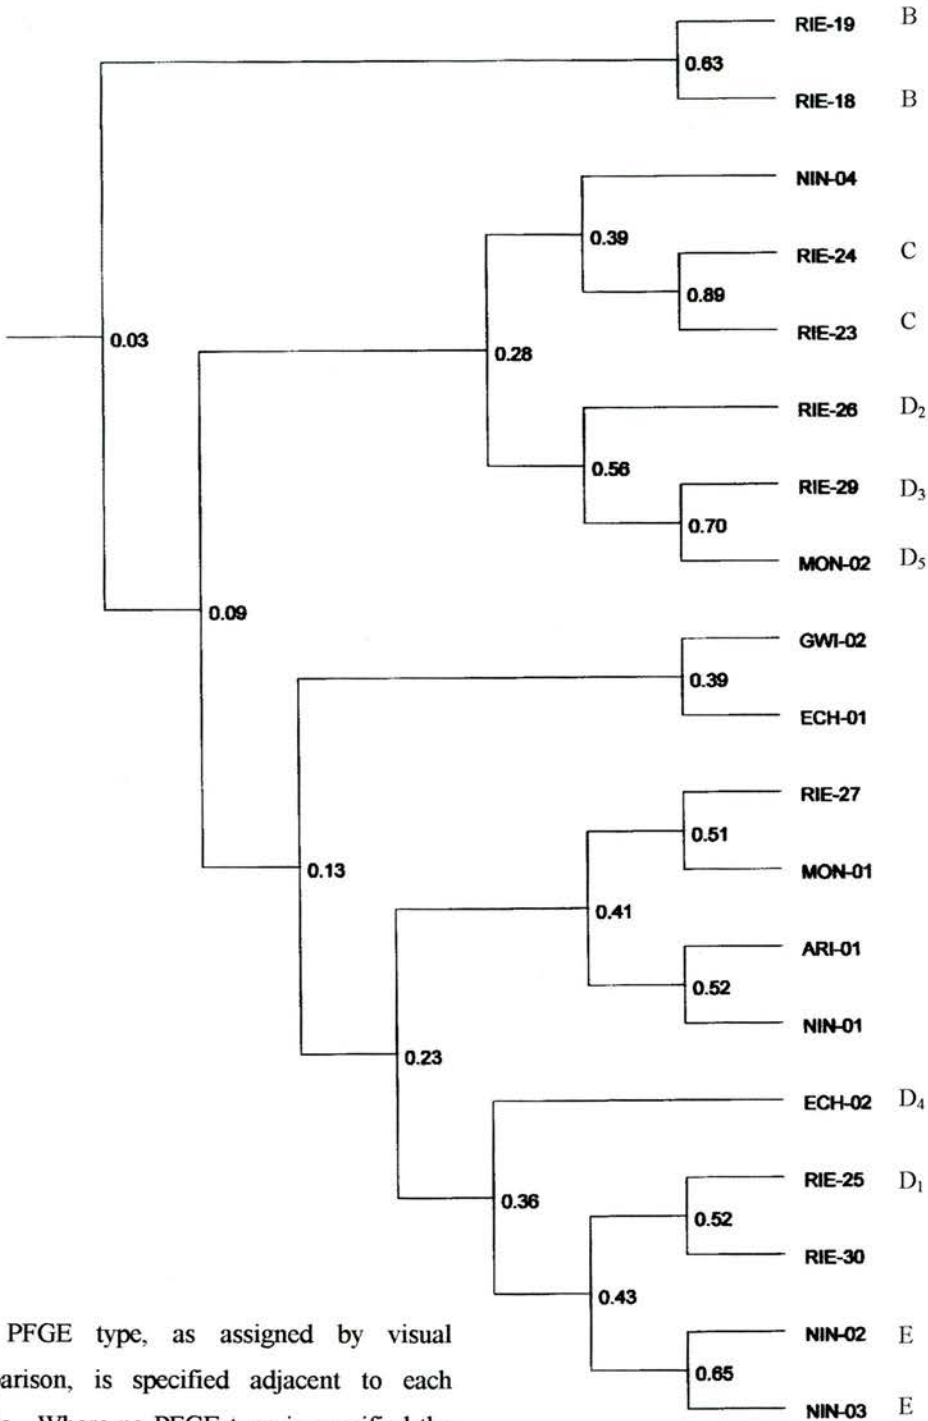 RIE-19 B
0.63
RIE-18 B
NIN-04
0.39
RIE-24 C
0.89
0.03
RIE-23 C
0.28
RIE-26 D₂
0.56
RIE-29 D₃
0.70
MON-02 D₅
0.09
GWI-02
0.39
ECH-01
RIE-27
0.51
0.13
MON-01
0.41
ARI-01
0.52
NIN-01
0.23
ECH-02 D₄
RIE-25 D₁
0.36
0.52
RIE-30
0.43
PFGE type, as assigned by visual
NIN-02 E
arison, is specified adjacent to each
0.65
NIN-03 E